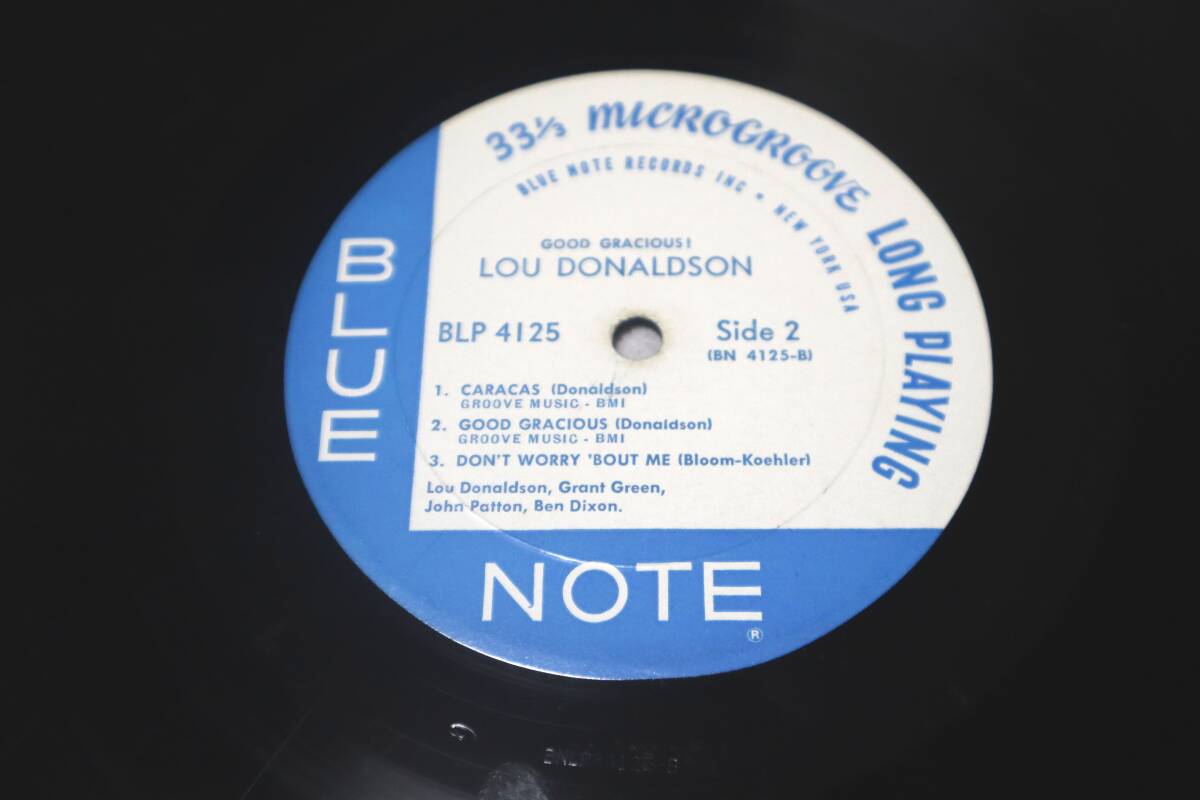 33⅓ MICROGROOVE LONG PLAYING
BLUE NOTE RECORDS INC • NEW YORK USA
GOOD GRACIOUS!
LOU DONALDSON
BLP 4125
Side 2
(BN 4125-B)
1. CARACAS (Donaldson)
GROOVE MUSIC - BMI
2. GOOD GRACIOUS (Donaldson)
GROOVE MUSIC - BMI
3. DON'T WORRY 'BOUT ME (Bloom-Koehler)
Lou Donaldson, Grant Green,
John Patton, Ben Dixon.
BLUE
NOTE
®